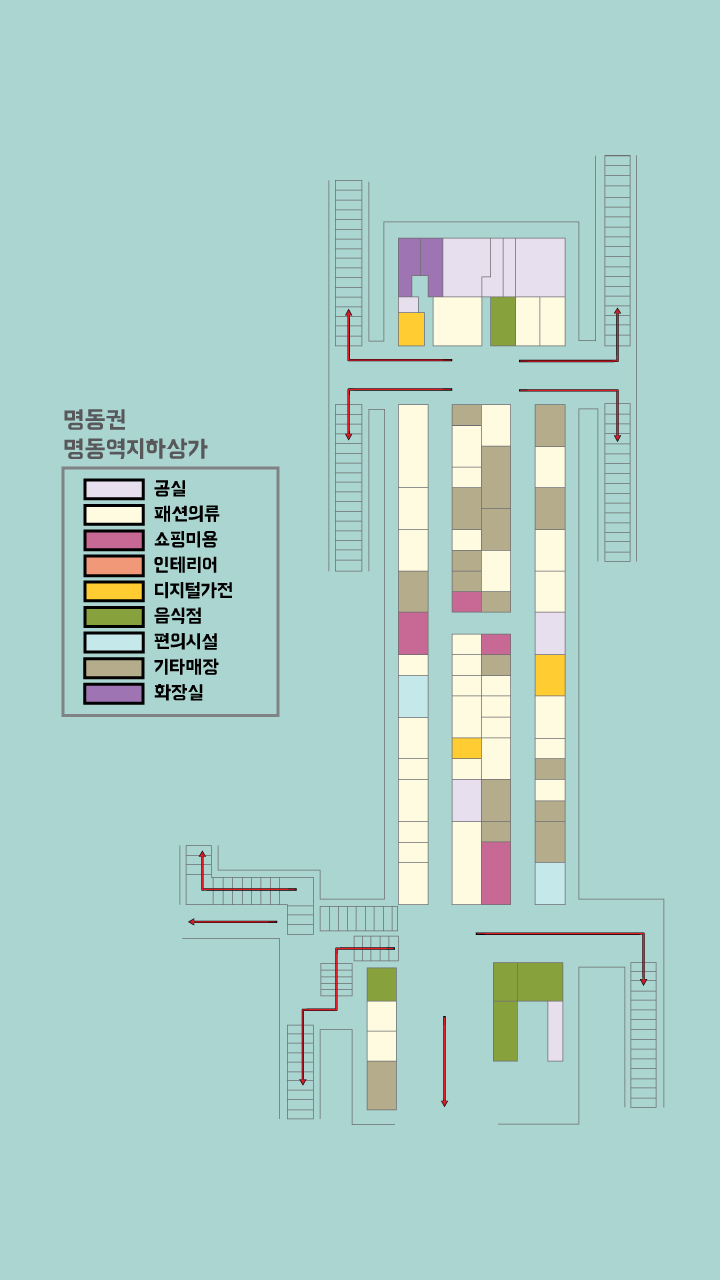 명동권
명동역지하상가
공실
패션의류
쇼핑미용
인테리어
디지털가전
음식점
편의시설
기타매장
화장실